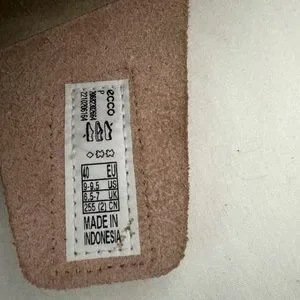 ecco
P
40 EU
9-9.5 US
6.5-7 UK
255 (2) CN
MADE IN
INDONESIA